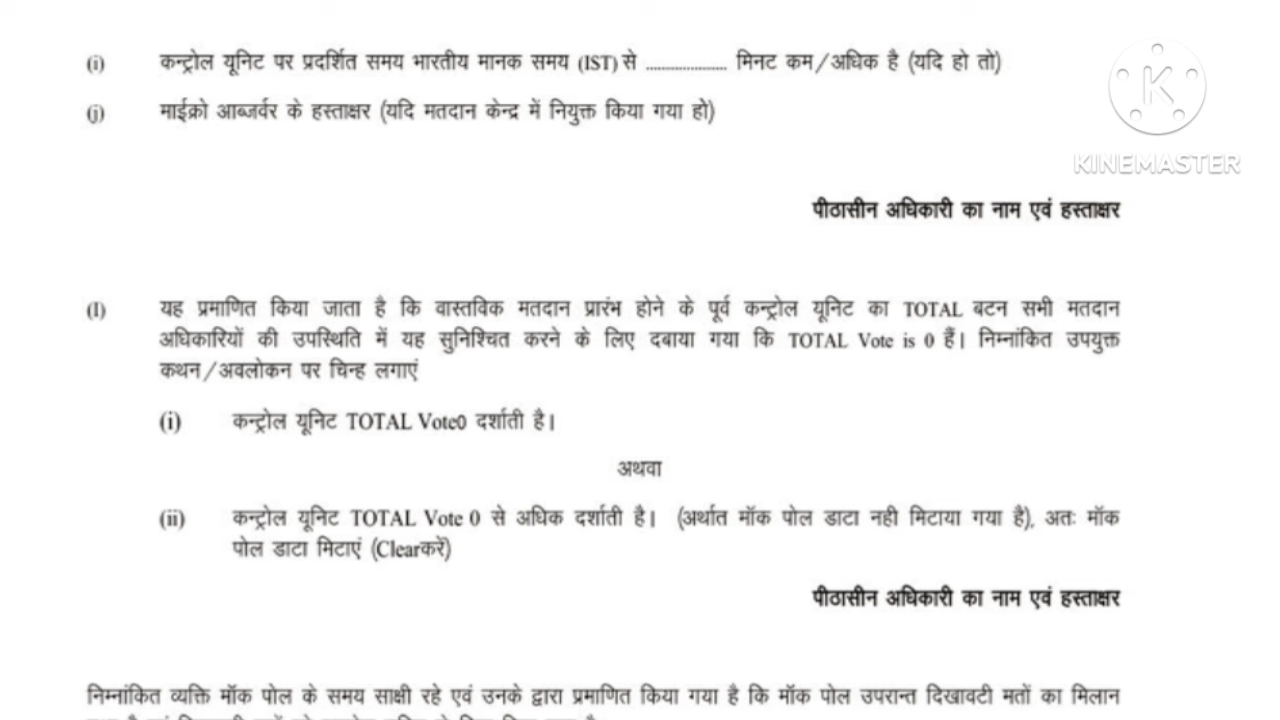 (i) कन्ट्रोल यूनिट पर प्रदर्शित समय भारतीय मानक समय (IST) से ..................... मिनट कम/अधिक है (यदि हो तो)
(j) माईक्रो आब्जर्वर के हस्ताक्षर (यदि मतदान केन्द्र में नियुक्त किया गया हो)
KINEMASTER
पीठासीन अधिकारी का नाम एवं हस्ताक्षर
(l) यह प्रमाणित किया जाता है कि वास्तविक मतदान प्रारंभ होने के पूर्व कन्ट्रोल यूनिट का TOTAL बटन सभी मतदान
अधिकारियों की उपस्थिति में यह सुनिश्चित करने के लिए दबाया गया कि TOTAL Vote is 0 हैं। निम्नांकित उपयुक्त
कथन/अवलोकन पर चिन्ह लगाएं
(i) कन्ट्रोल यूनिट TOTAL Vote0 दर्शाती है।
अथवा
(ii) कन्ट्रोल यूनिट TOTAL Vote 0 से अधिक दर्शाती है। (अर्थात मॉक पोल डाटा नही मिटाया गया है), अतः मॉक
पोल डाटा मिटाएं (Clearकरें)
पीठासीन अधिकारी का नाम एवं हस्ताक्षर
निम्नांकित व्यक्ति मॉक पोल के समय साक्षी रहे एवं उनके द्वारा प्रमाणित किया गया है कि मॉक पोल उपरान्त दिखावटी मतों का मिलान